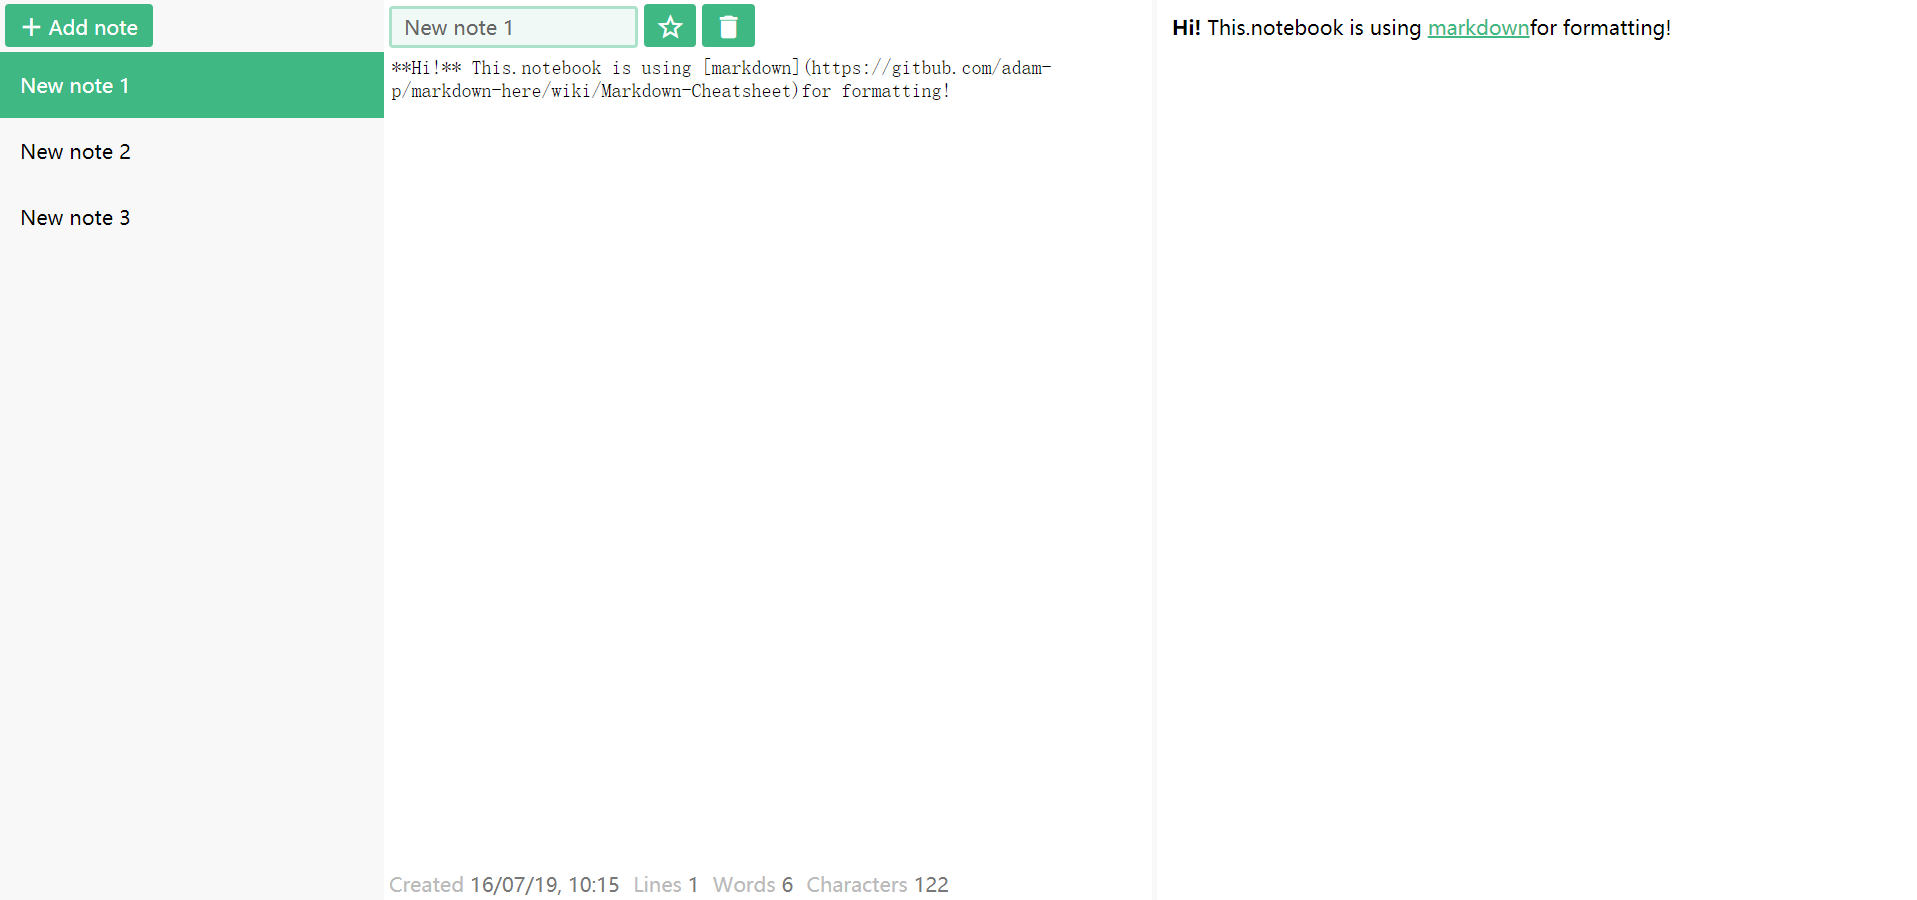 Add note
New note 1
New note 2
New note 3
New note 1
**Hi!** This.notebook is using [markdown](https://gitbub.com/adam-
p/markdown-here/wiki/Markdown-Cheatsheet)for formatting!
Created 16/07/19, 10:15 Lines 1 Words 6 Characters 122
Hi! This.notebook is using markdownfor formatting!